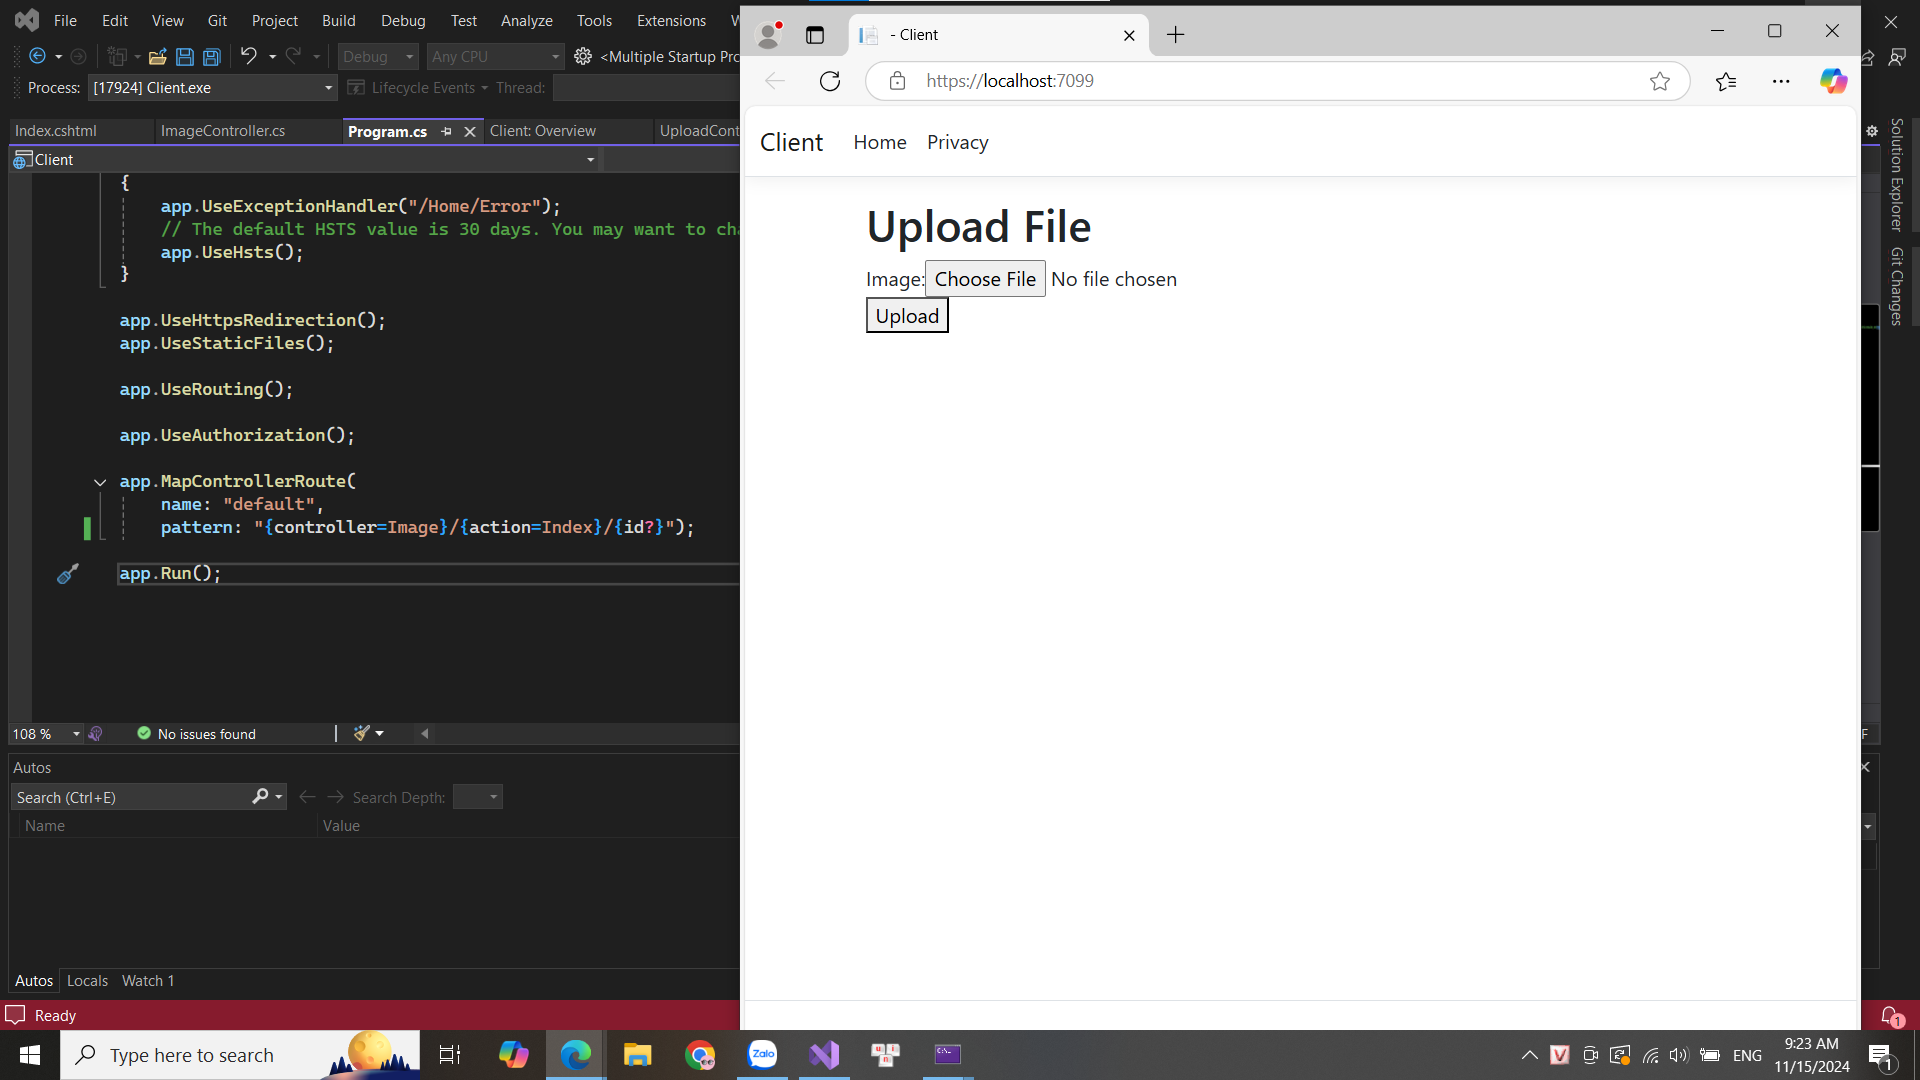 File Edit View Git Project Build Debug Test Analyze Tools Extensions
Debug Any CPU <Multiple Startup Pro
Process: [17924] Client.exe Lifecycle Events Thread:
Index.cshtml ImageController.cs Program.cs Client: Overview UploadCont
Client
{
app.UseExceptionHandler("/Home/Error");
// The default HSTS value is 30 days. You may want to cha
app.UseHsts();
}
app.UseHttpsRedirection();
app.UseStaticFiles();
app.UseRouting();
app.UseAuthorization();
app.MapControllerRoute(
name: "default",
pattern: "{controller=Image}/{action=Index}/{id?}");
app.Run();
108 % No issues found
Autos
Search (Ctrl+E) Search Depth:
Name Value
Autos Locals Watch 1
Ready
- Client
https://localhost:7099
Client Home Privacy
Upload File
Image: Choose File No file chosen
Upload
Solution Explorer
Git Changes
Type here to search
Zalo
ENG
9:23 AM
11/15/2024
1
1